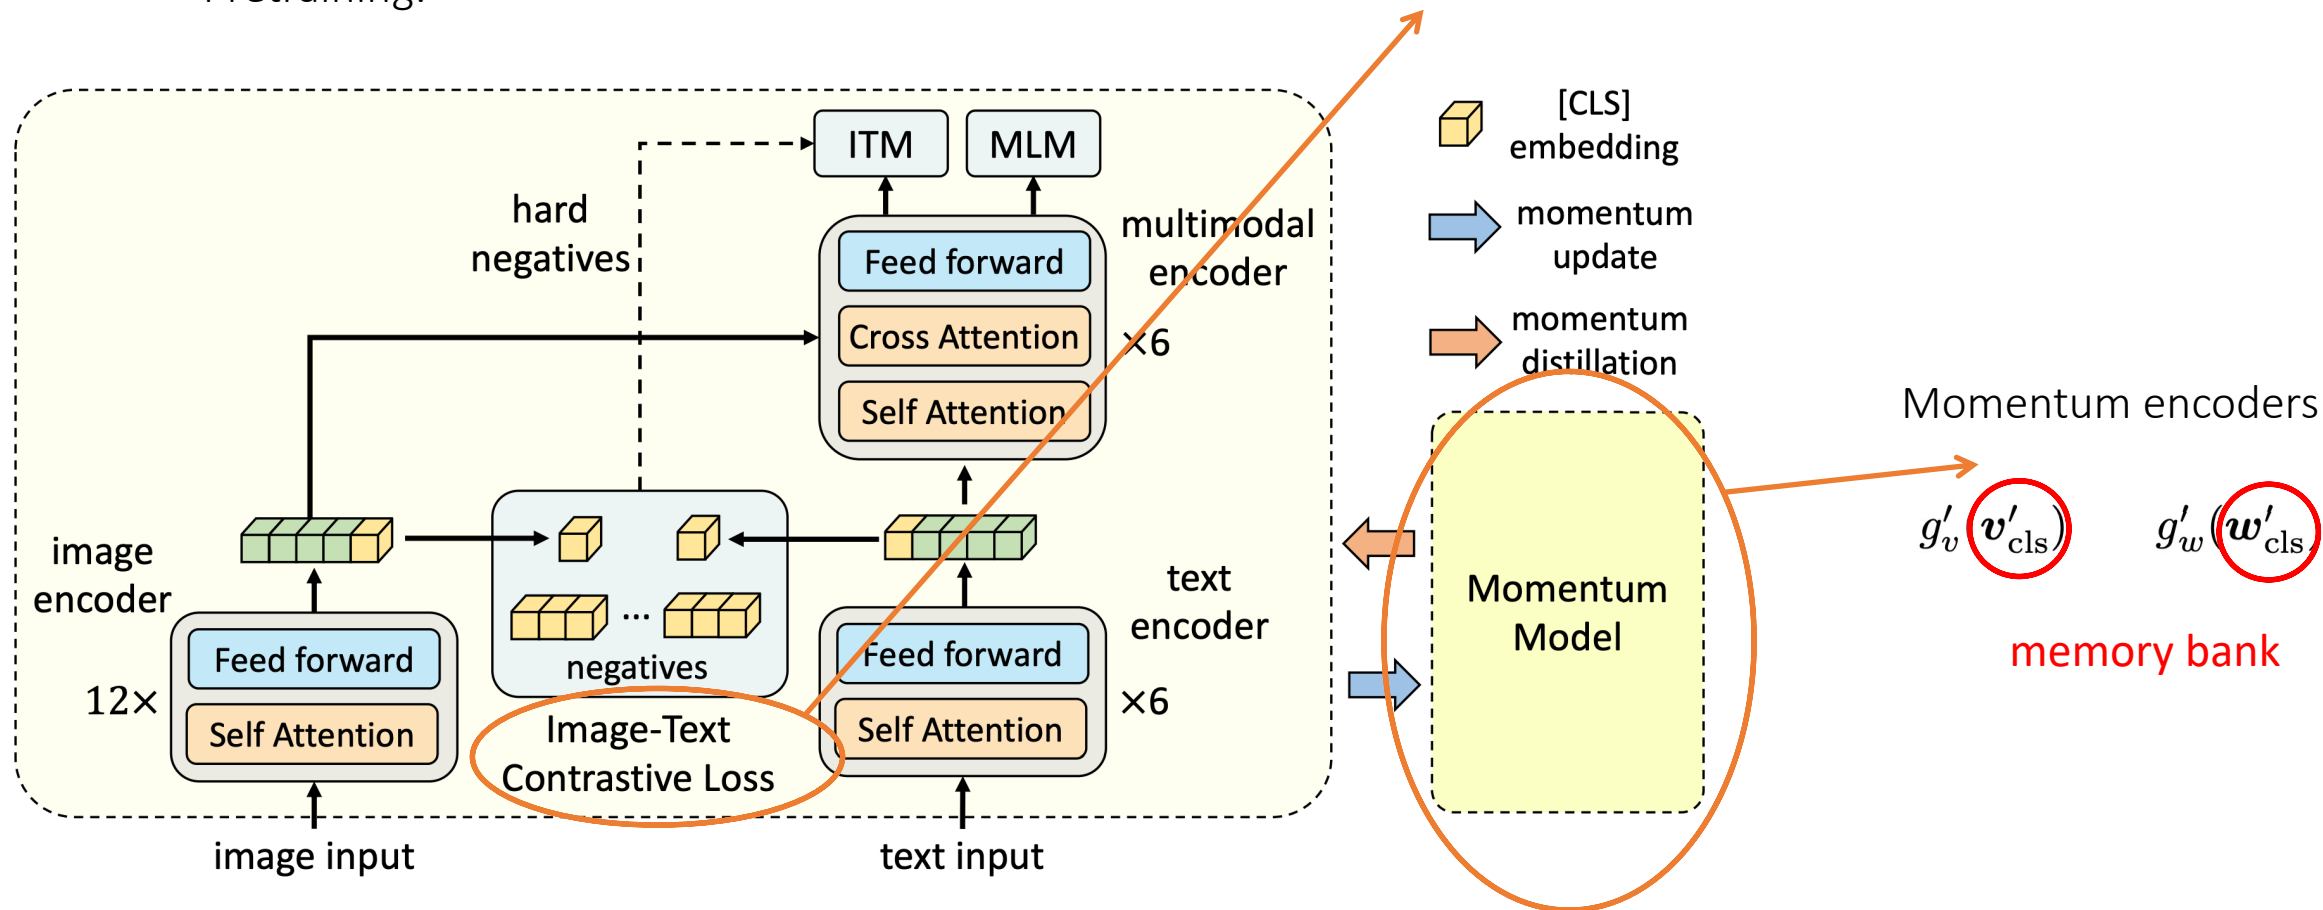 Pretraining:
ITM
MLM
hard
negatives
multimodal
encoder
Feed forward
Cross Attention
Self Attention
×6
[CLS]
embedding
momentum
update
momentum
distillation
image
encoder
Feed forward
Self Attention
12×
...
negatives
Image-Text
Contrastive Loss
text
encoder
Feed forward
Self Attention
×6
image input
text input
Momentum
Model
Momentum encoders
g′v(v′cls) g′w(w′cls)
memory bank